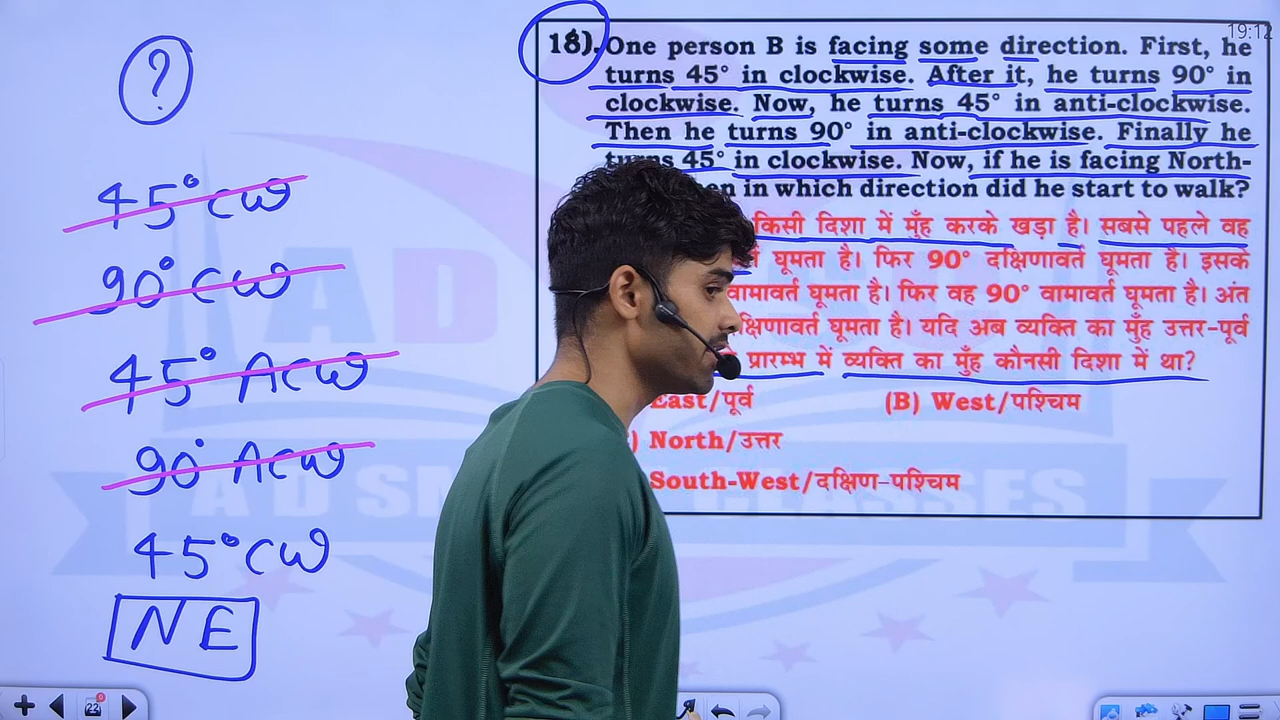 19:12
18). One person B is facing some direction. First, he
turns 45° in clockwise. After it, he turns 90° in
clockwise. Now, he turns 45° in anti-clockwise.
Then he turns 90° in anti-clockwise. Finally he
turns 45° in clockwise. Now, if he is facing North-
in which direction did he start to walk?
किसी दिशा में मुँह करके खड़ा है। सबसे पहले वह
घूमता है। फिर 90° दक्षिणावर्त घूमता है। इसके
वामावर्त घूमता है। फिर वह 90° वामावर्त घूमता है। अंत
घूमता है। यदि अब व्यक्ति का मुँह उत्तर-पूर्व
प्रारम्भ में व्यक्ति का मुँह कौनसी दिशा में था?
East/पूर्व (B) West/पश्चिम
North/उत्तर
South-West/दक्षिण-पश्चिम
?
45° CW
90° CW
45° ACW
90° ACW
45° CW
NE
AD
CLASSES
22